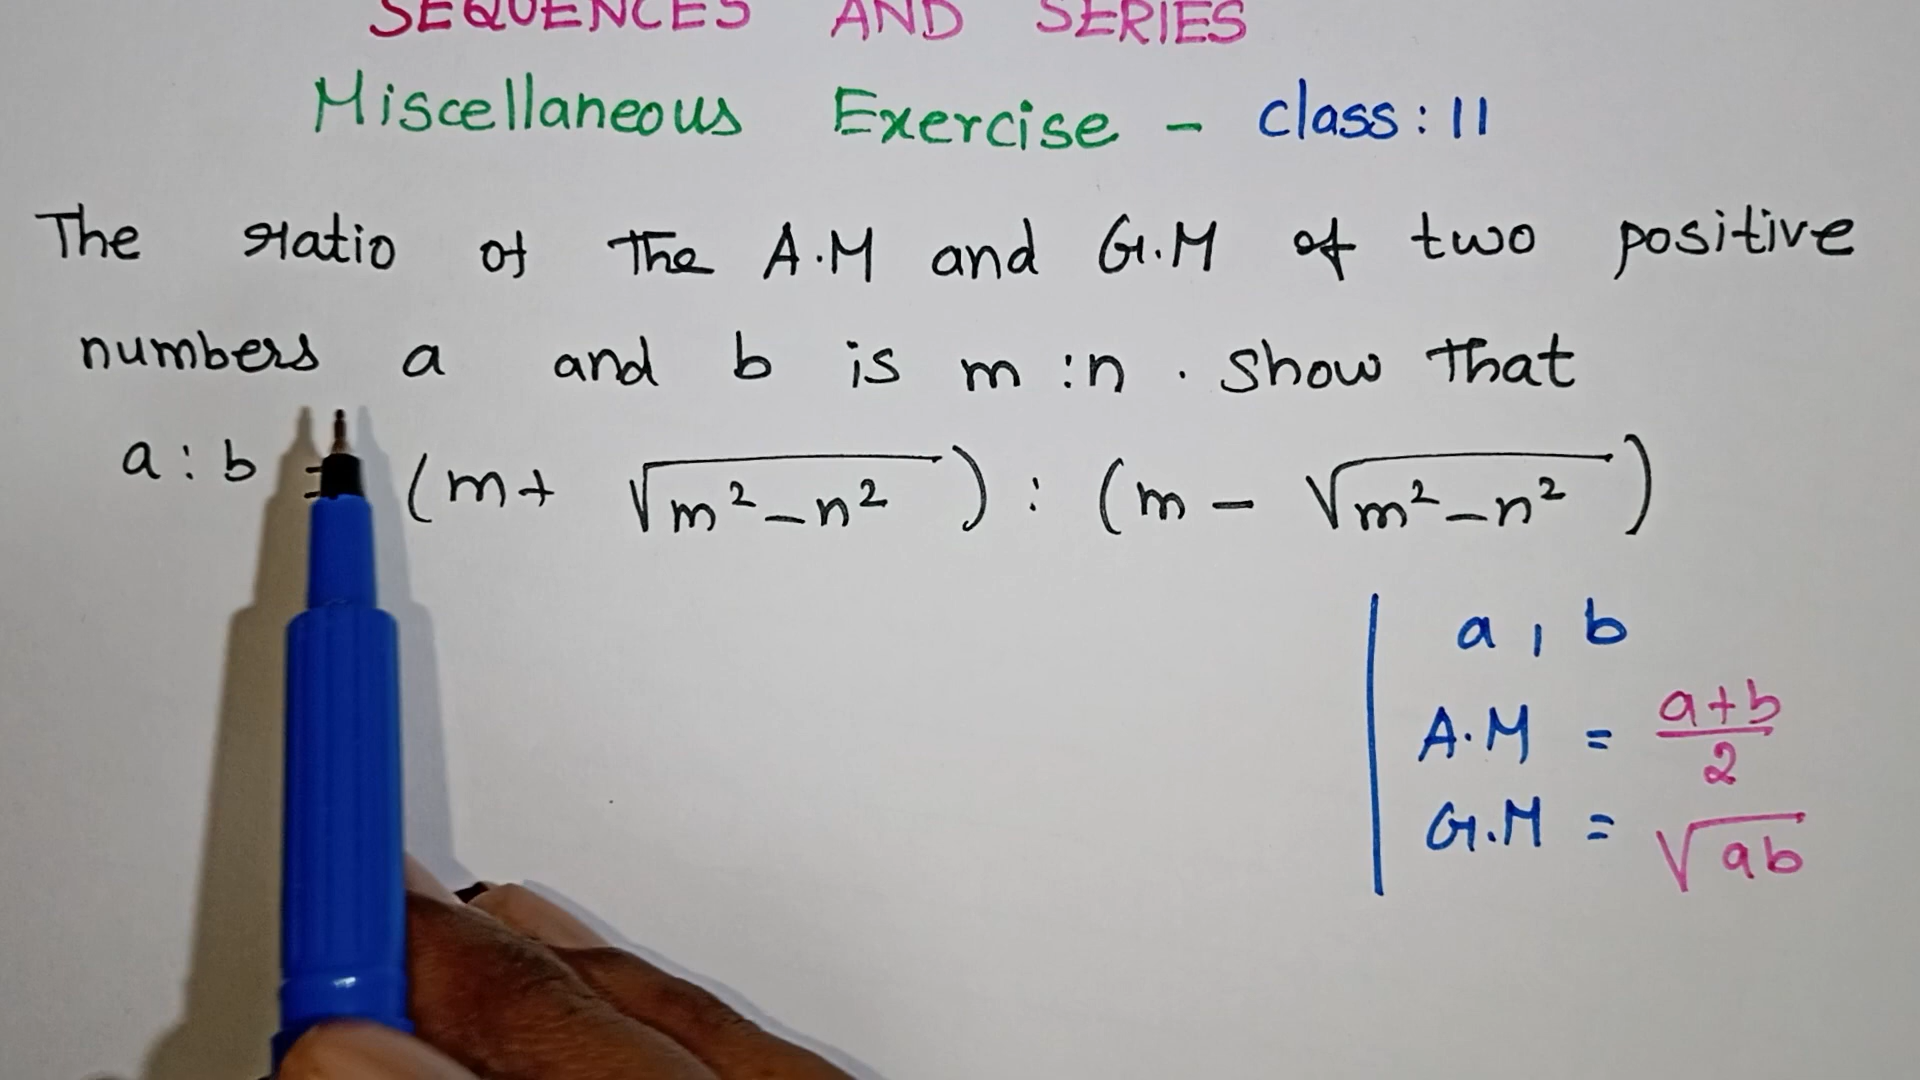 SEQUENCES AND SERIES
Miscellaneous Exercise - class: 11
The ratio of the A.M and G.M of two positive
numbers a and b is m:n. Show that
a:b = (m+ √(m²-n²)) : (m - √(m²-n²))
a, b
A.M = (a+b)/2
G.M = √ab